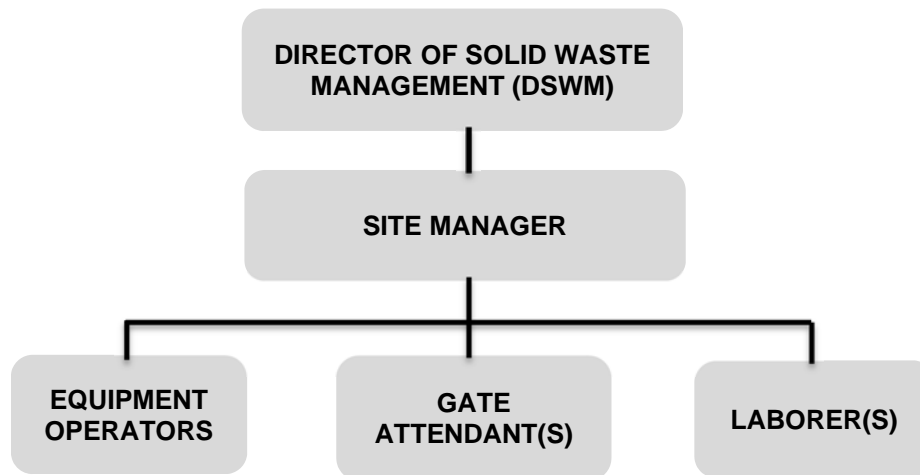 DIRECTOR OF SOLID WASTE
MANAGEMENT (DSWM)
SITE MANAGER
EQUIPMENT
OPERATORS
GATE
ATTENDANT(S)
LABORER(S)